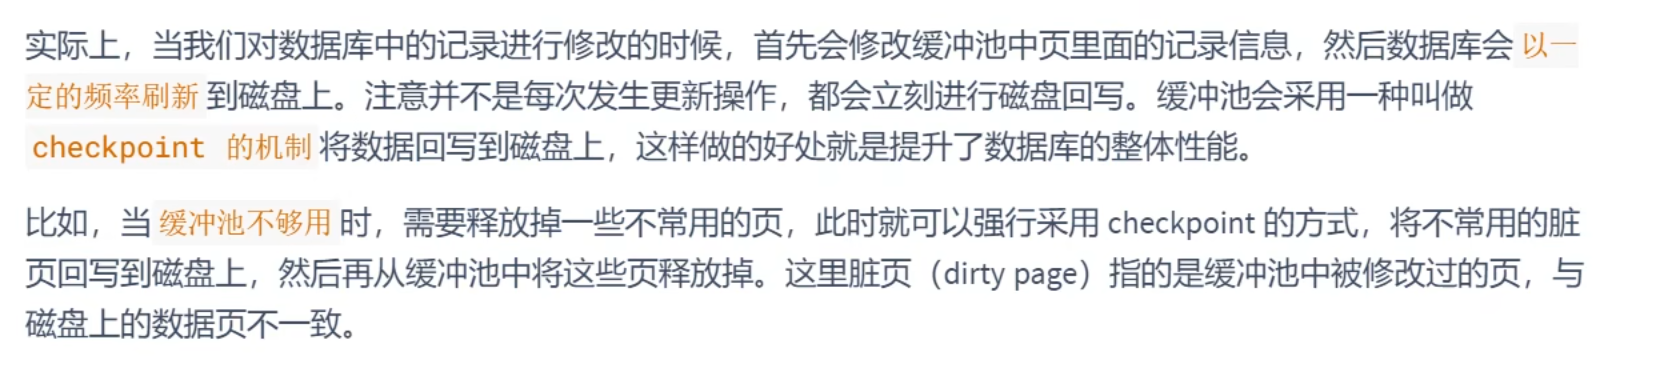 实际上，当我们对数据库中的记录进行修改的时候，首先会修改缓冲池中页里面的记录信息，然后数据库会 以一
定的频率刷新 到磁盘上。注意并不是每次发生更新操作，都会立刻进行磁盘回写。缓冲池会采用一种叫做
checkpoint 的机制 将数据回写到磁盘上，这样做的好处就是提升了数据库的整体性能。
比如，当 缓冲池不够用 时，需要释放掉一些不常用的页，此时就可以强行采用 checkpoint 的方式，将不常用的脏
页回写到磁盘上，然后再从缓冲池中将这些页释放掉。这里脏页（dirty page）指的是缓冲池中被修改过的页，与
磁盘上的数据页不一致。